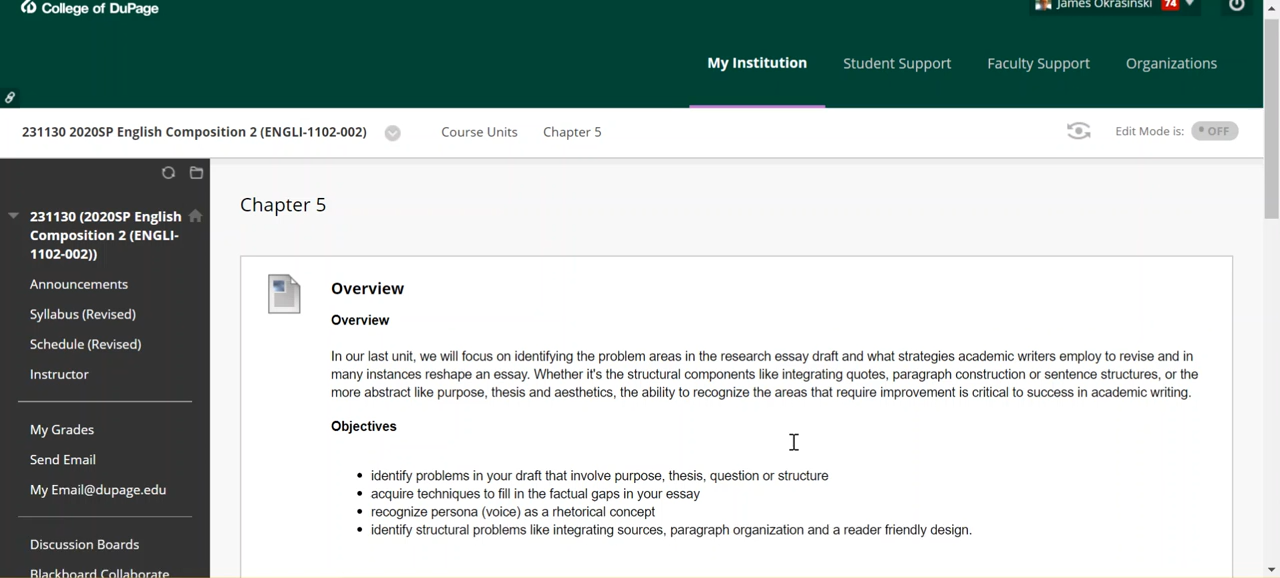 College of DuPage
James Okrasinski 74
My Institution Student Support Faculty Support Organizations
231130 2020SP English Composition 2 (ENGLI-1102-002) Course Units Chapter 5 Edit Mode is: OFF
231130 (2020SP English
Composition 2 (ENGLI-
1102-002))
Announcements
Syllabus (Revised)
Schedule (Revised)
Instructor
My Grades
Send Email
My Email@dupage.edu
Discussion Boards
Blackboard Collaborate
Chapter 5
Overview
Overview
In our last unit, we will focus on identifying the problem areas in the research essay draft and what strategies academic writers employ to revise and in
many instances reshape an essay. Whether it's the structural components like integrating quotes, paragraph construction or sentence structures, or the
more abstract like purpose, thesis and aesthetics, the ability to recognize the areas that require improvement is critical to success in academic writing.
Objectives
• identify problems in your draft that involve purpose, thesis, question or structure
• acquire techniques to fill in the factual gaps in your essay
• recognize persona (voice) as a rhetorical concept
• identify structural problems like integrating sources, paragraph organization and a reader friendly design.